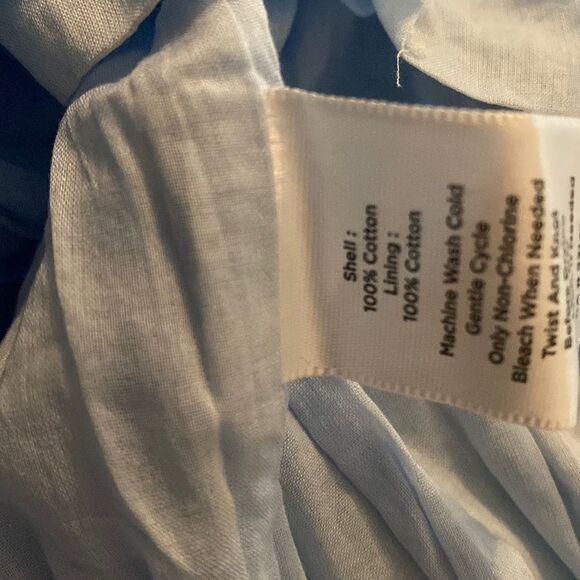 Shell :
100% Cotton
Lining :
100% Cotton
Machine Wash Cold
Gentle Cycle
Only Non-Chlorine
Bleach When Needed
Twist And Knot